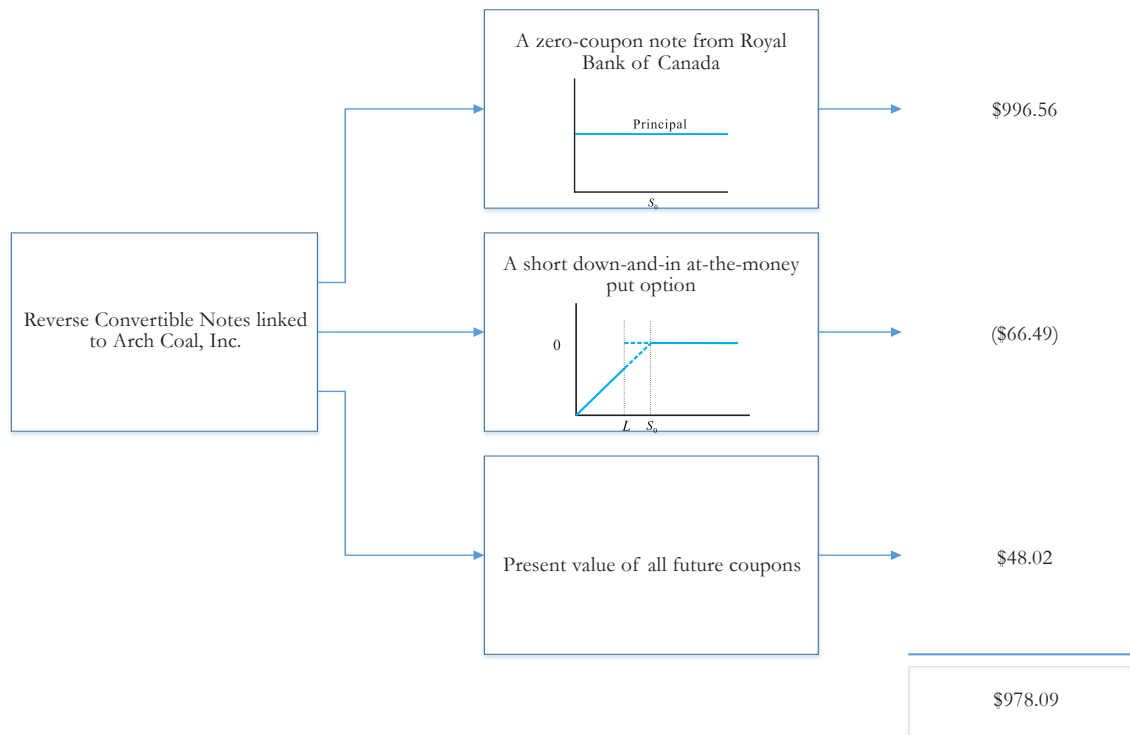 A zero-coupon note from Royal
Bank of Canada
Principal
S₀
$996.56
Reverse Convertible Notes linked
to Arch Coal, Inc.
A short down-and-in at-the-money
put option
0
L S₀
($66.49)
Present value of all future coupons
$48.02
$978.09